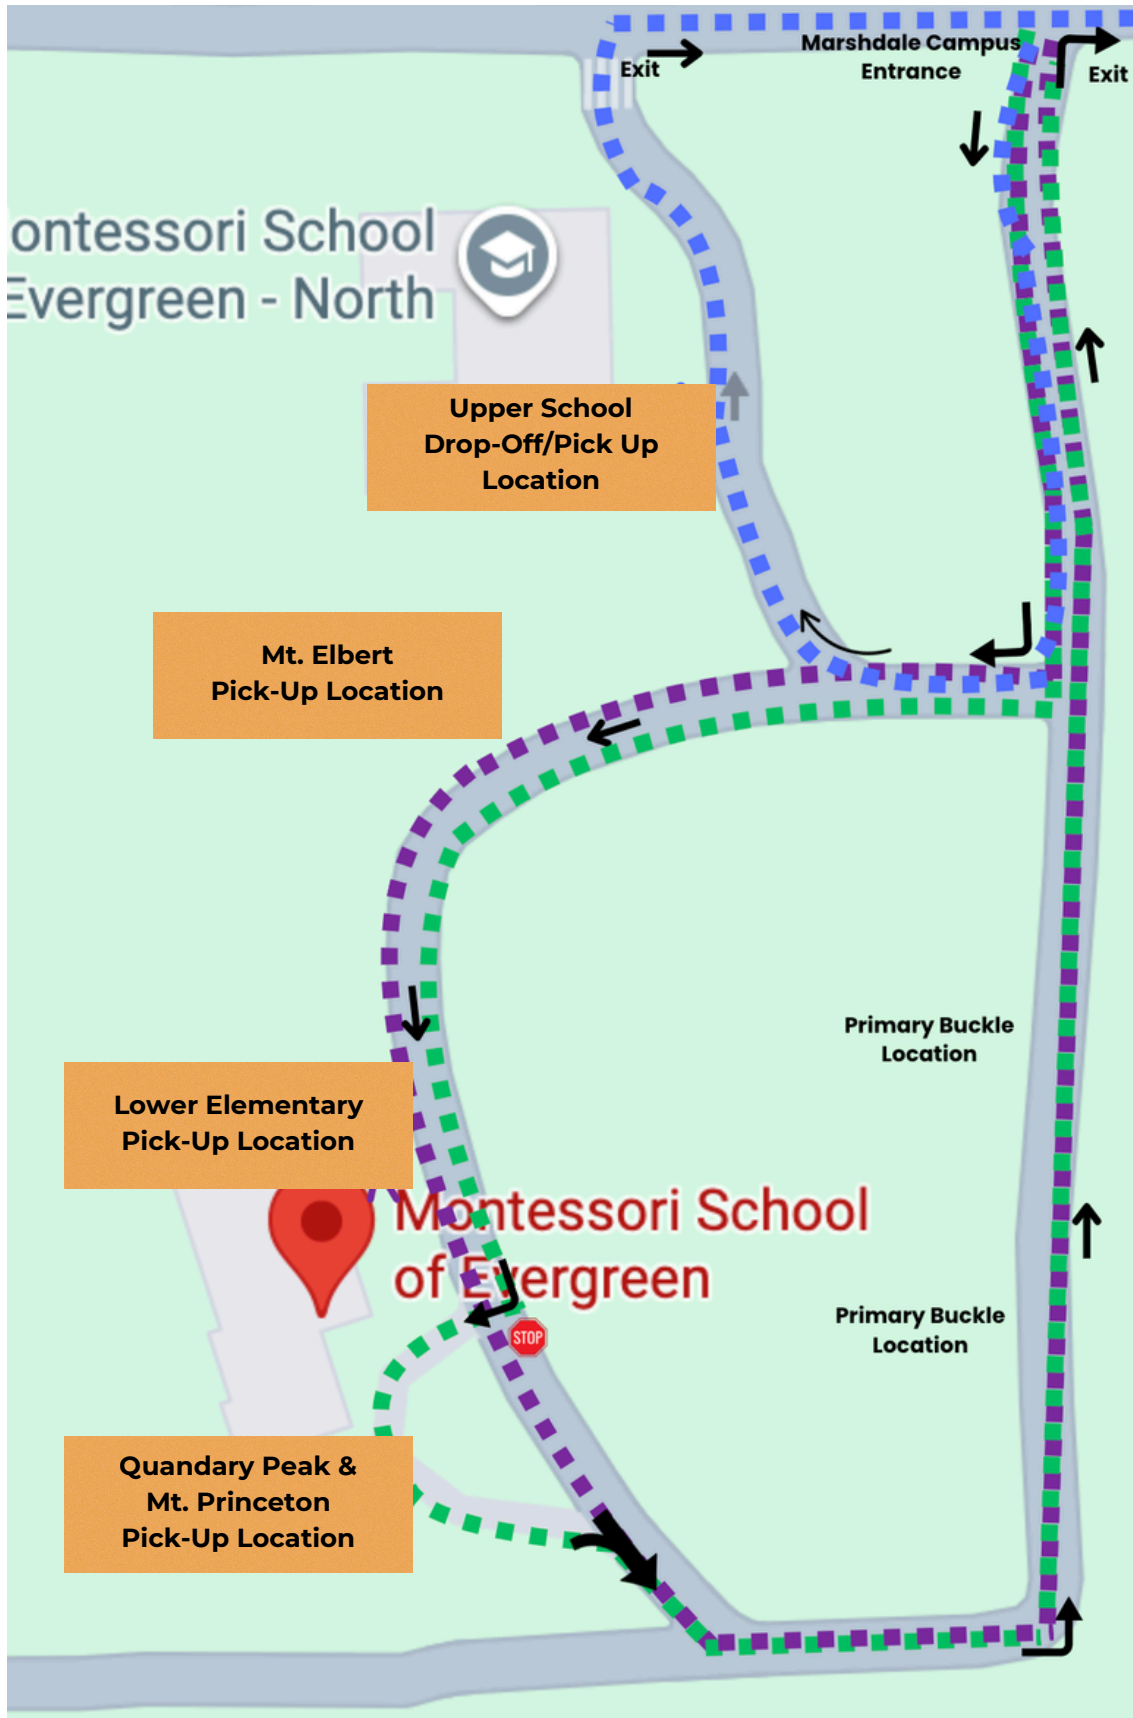 Marshdale Campus
Entrance
Exit
Exit
ontessori School
Evergreen - North
Upper School
Drop-Off/Pick Up
Location
Mt. Elbert
Pick-Up Location
Primary Buckle
Location
Lower Elementary
Pick-Up Location
Montessori School
of Evergreen
Primary Buckle
Location
STOP
Quandary Peak &
Mt. Princeton
Pick-Up Location